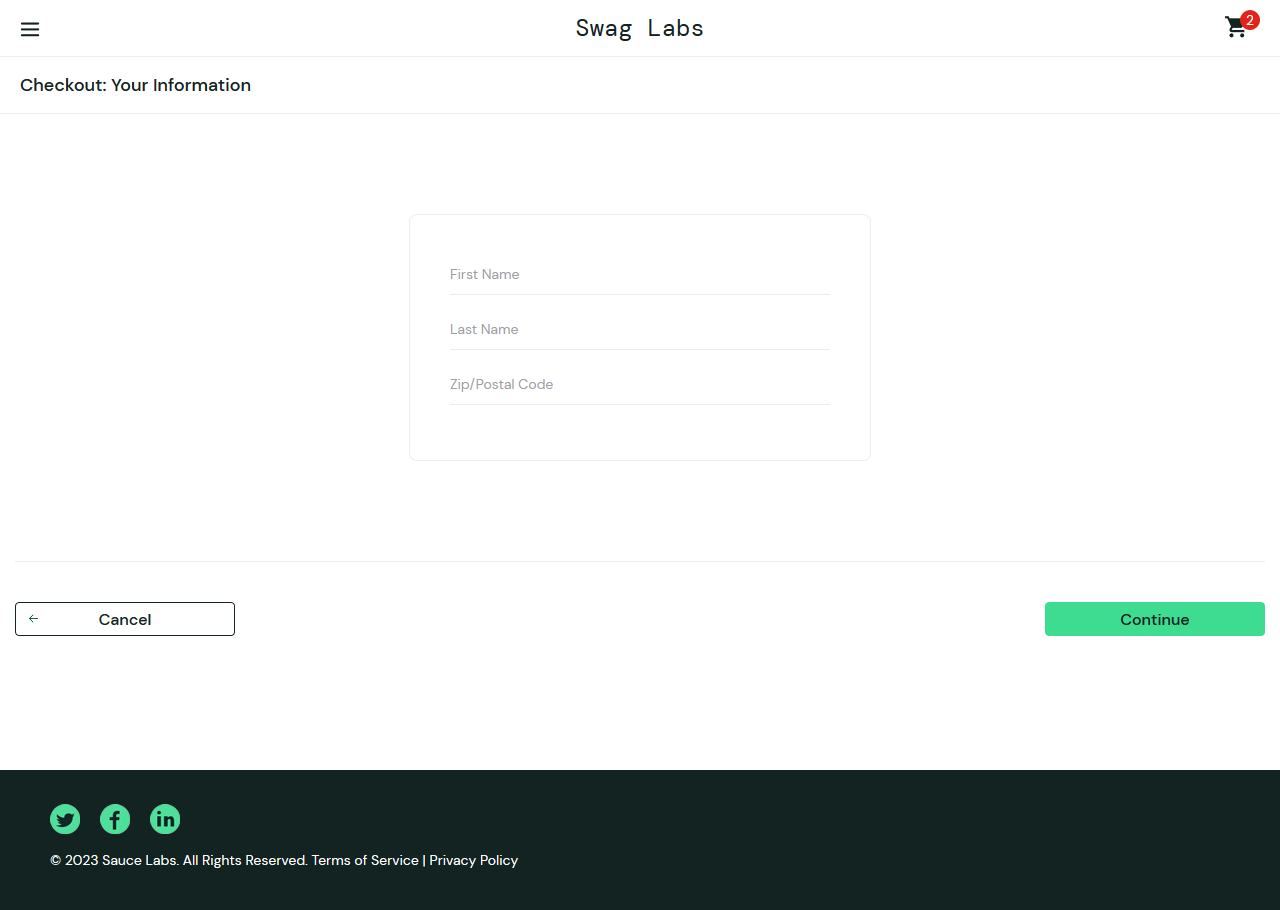 Swag Labs
2
Checkout: Your Information
First Name
Last Name
Zip/Postal Code
Cancel
Continue
© 2023 Sauce Labs. All Rights Reserved. Terms of Service | Privacy Policy